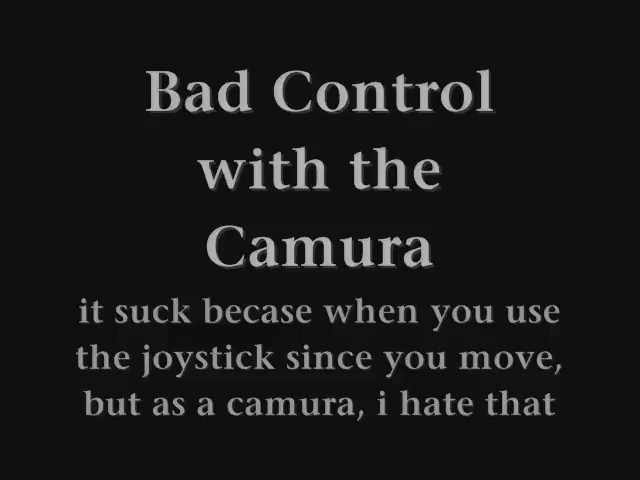 Bad Control
with the
Camura
it suck becase when you use
the joystick since you move,
but as a camura, i hate that